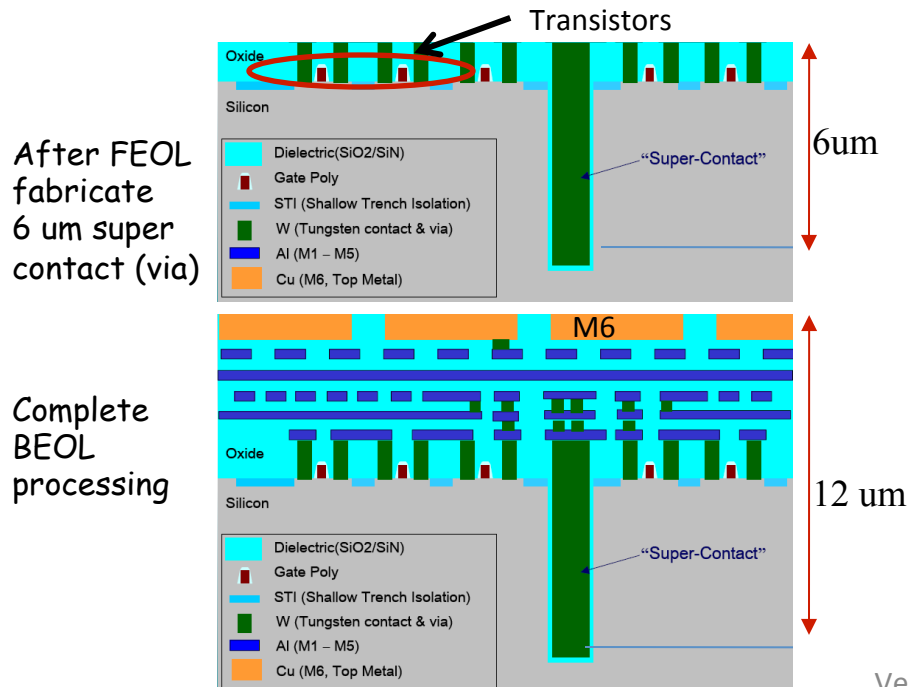 Transistors
Oxide
Silicon
After FEOL
fabricate
6 um super
contact (via)
Dielectric(SiO2/SiN)
Gate Poly
STI (Shallow Trench Isolation)
W (Tungsten contact & via)
Al (M1 – M5)
Cu (M6, Top Metal)
“Super-Contact”
6um
M6
Complete
BEOL
processing
Oxide
Silicon
Dielectric(SiO2/SiN)
Gate Poly
STI (Shallow Trench Isolation)
W (Tungsten contact & via)
Al (M1 – M5)
Cu (M6, Top Metal)
“Super-Contact”
12 um
Ve